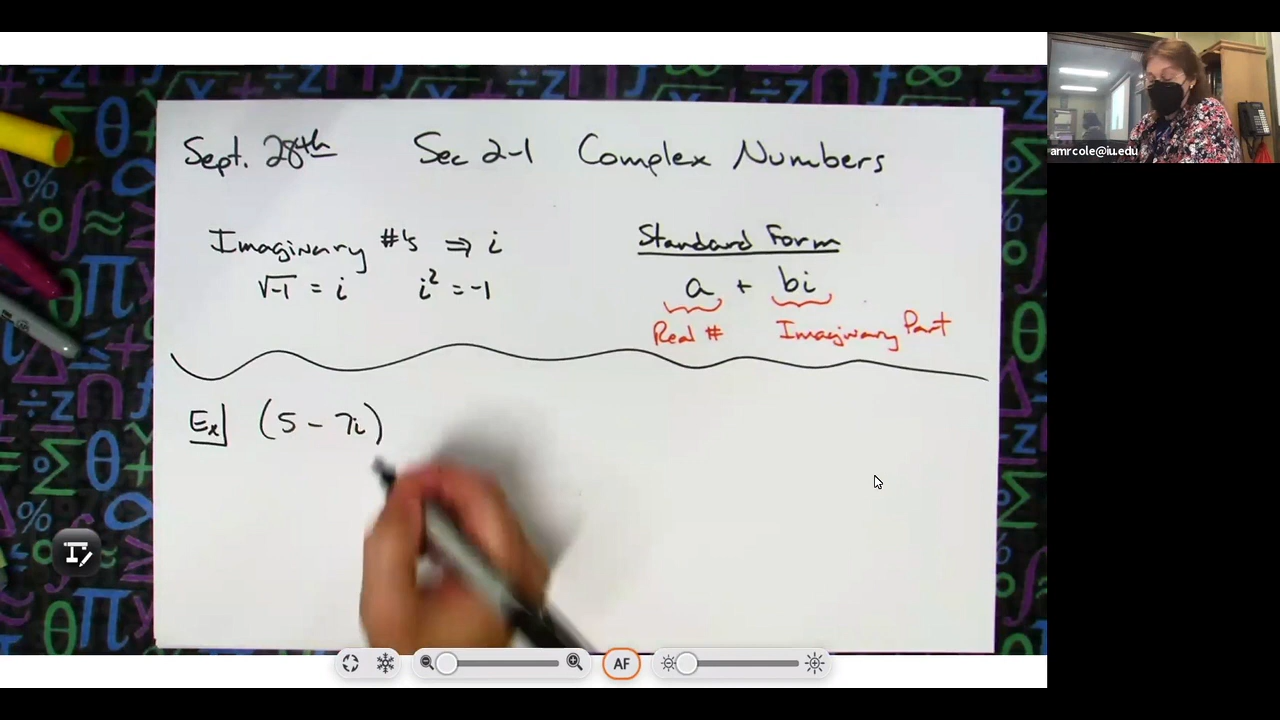 Sept. 28th Sec 2-1 Complex Numbers
Imaginary #'s ⇒ i
√-1 = i i² = -1
Standard Form
a + bi
Real # Imaginary Part
Ex (5 - 7i)
amrcole@iu.edu
AF